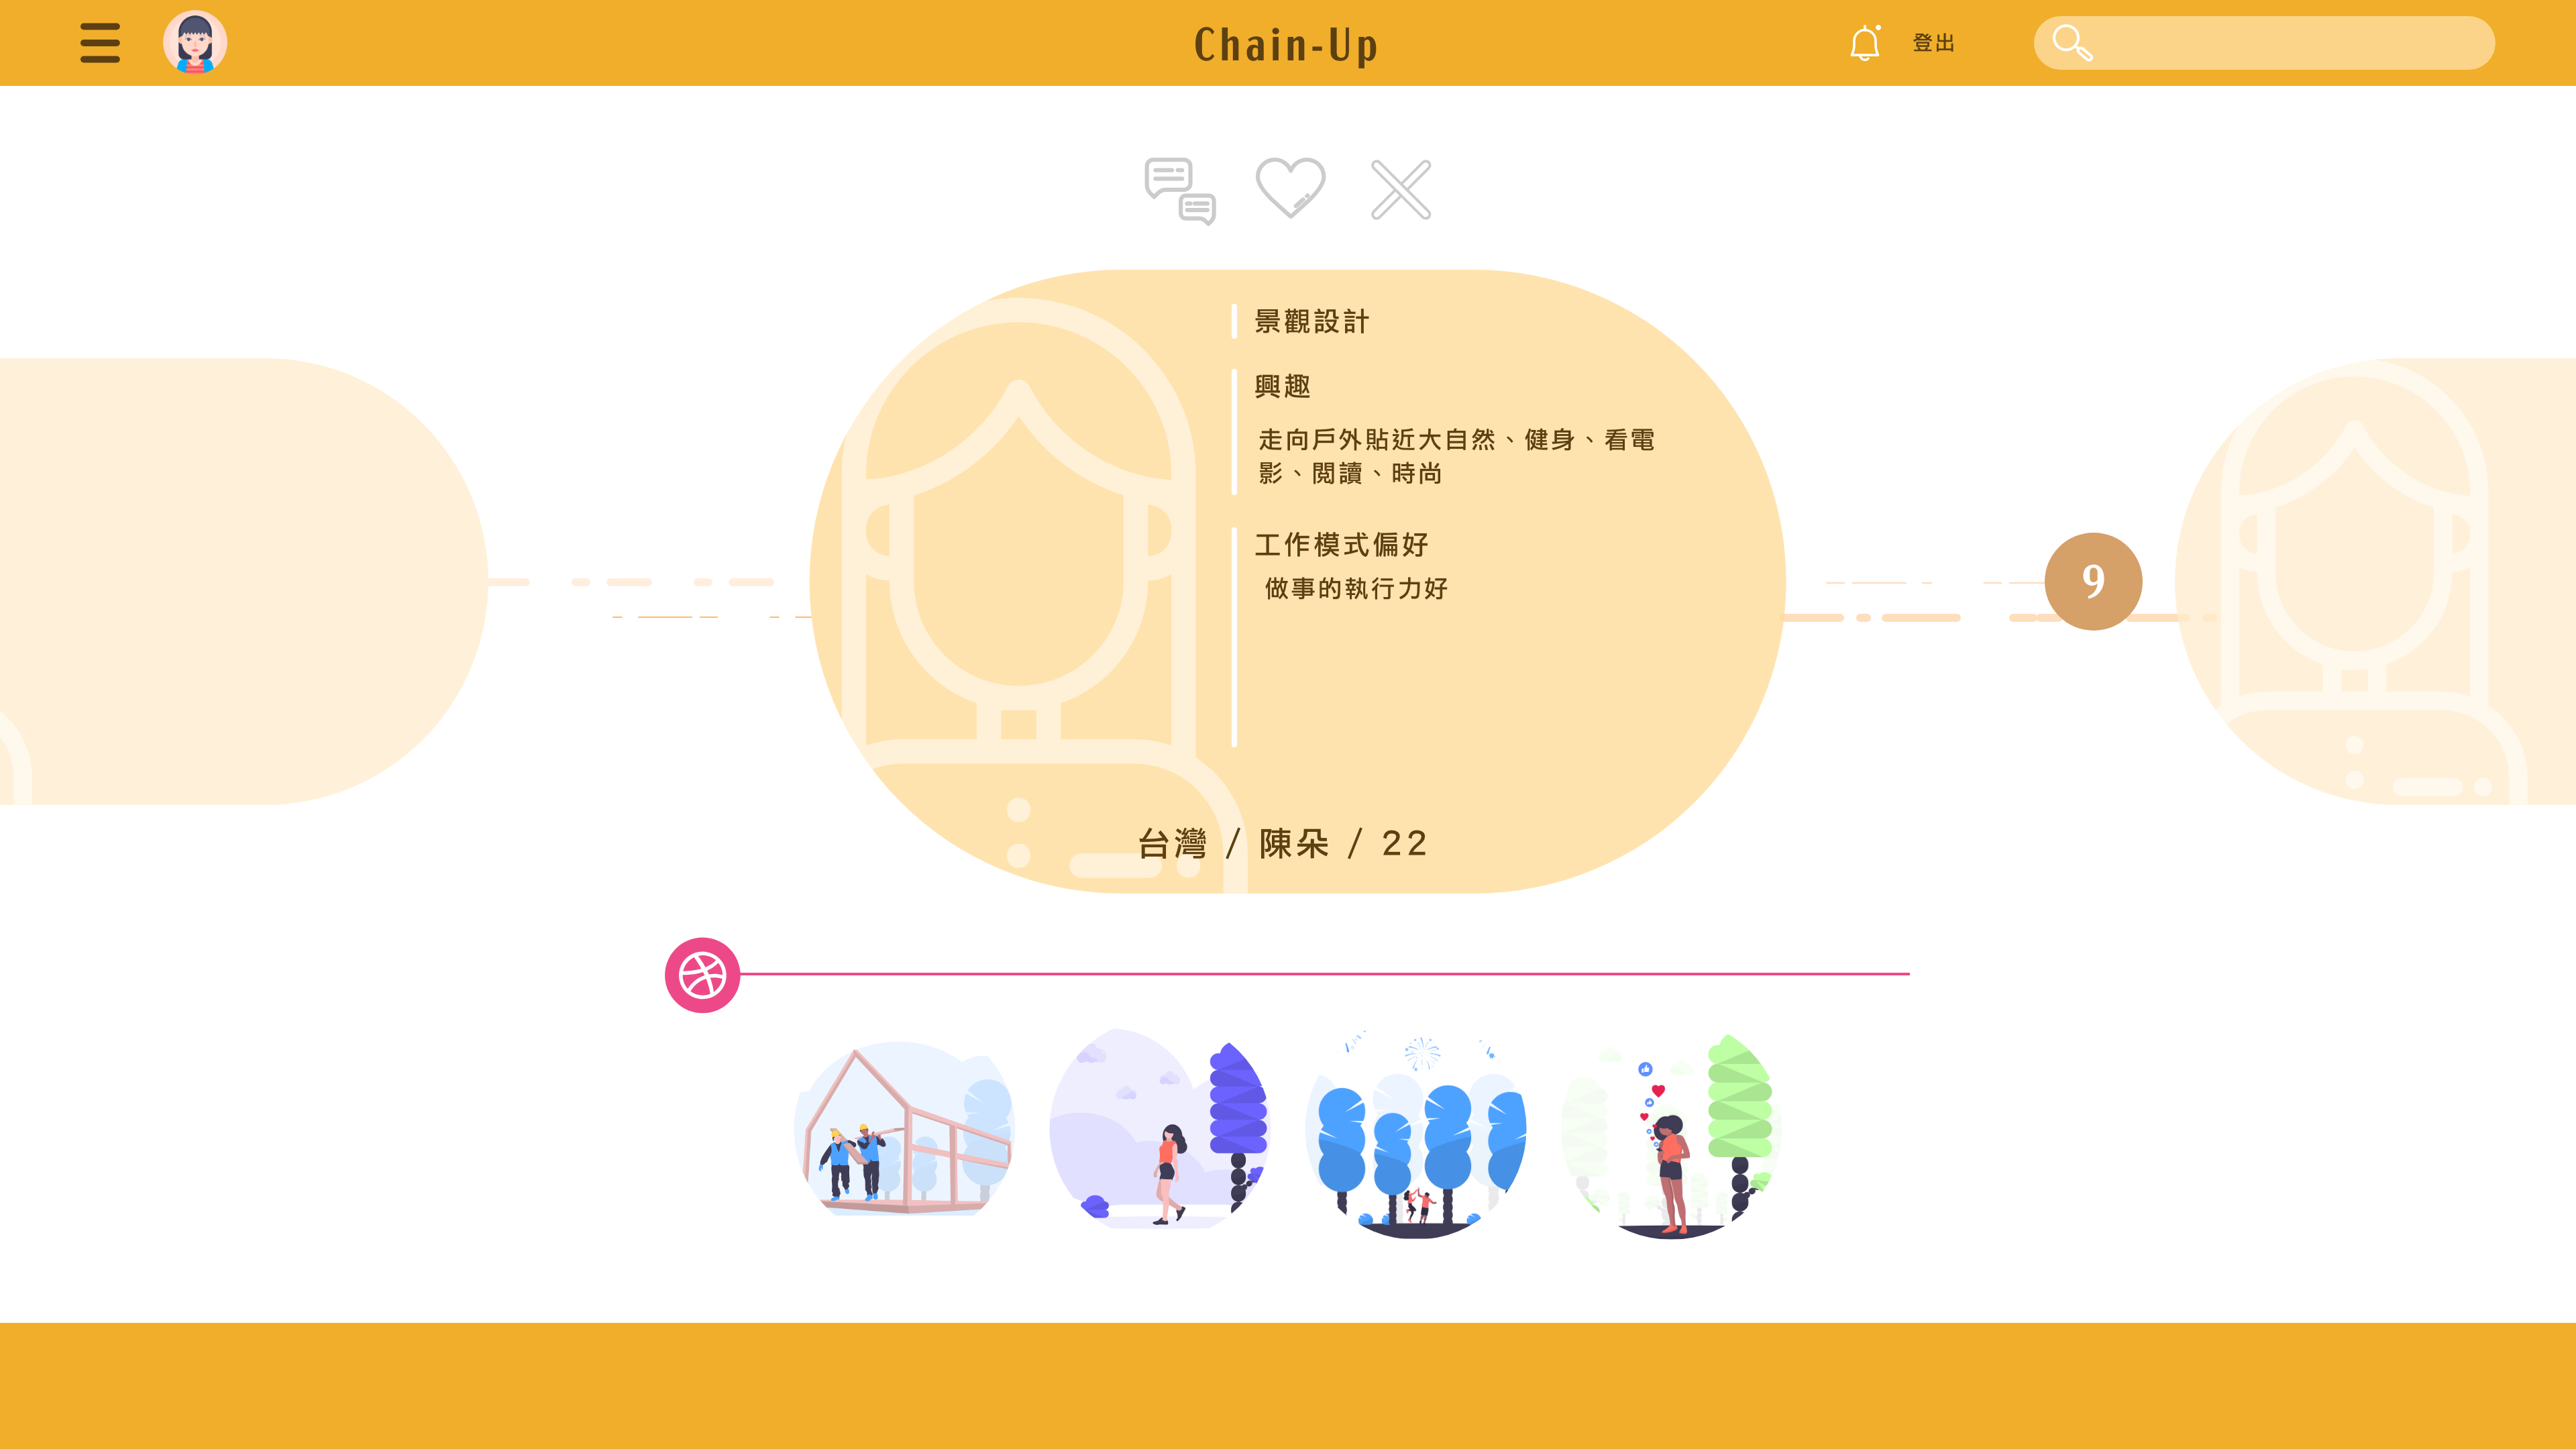 Chain-Up
登出
景觀設計
興趣
走向戶外貼近大自然、健身、看電
影、閱讀、時尚
工作模式偏好
做事的執行力好
9
台灣 / 陳朵 / 22